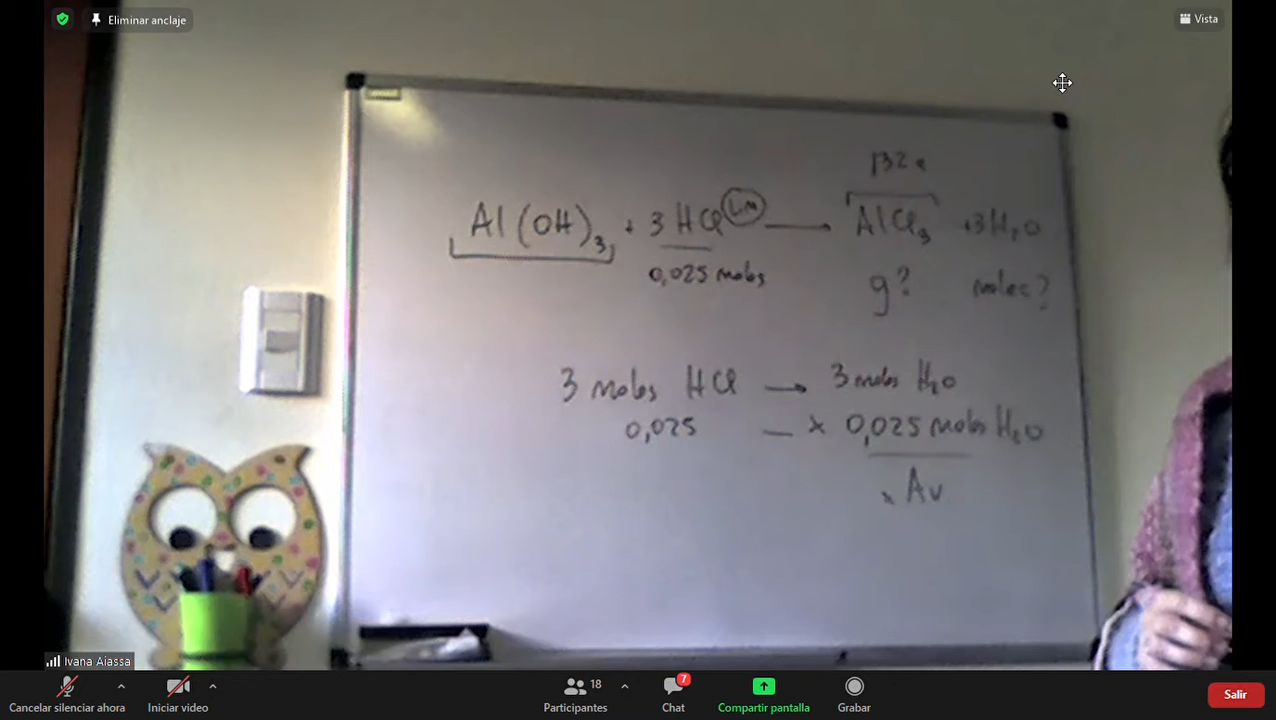 Eliminar anclaje
Vista
132
Al(OH)₃ + 3 HCl LIM → AlCl₃ +3H₂O
0,025 moles g? molec?
3 moles HCl → 3 moles H₂O
0,025 — x 0,025 moles H₂O
x Av
Ivana Aiassa
18
7
Cancelar silenciar ahora
Iniciar video
Participantes
Chat
Compartir pantalla
Grabar
Salir